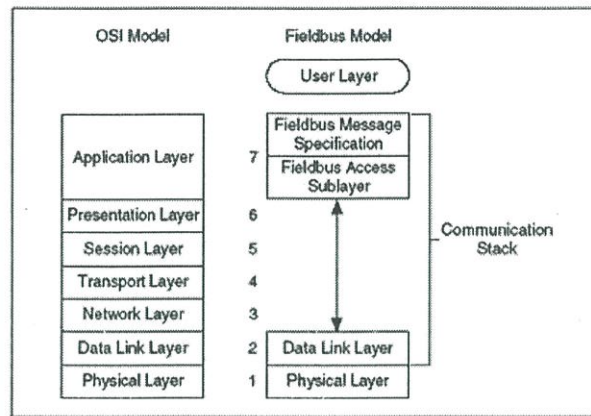 OSI Model
Fieldbus Model
User Layer
Application Layer
7
Fieldbus Message
Specification
Fieldbus Access
Sublayer
Presentation Layer
6
Session Layer
5
Transport Layer
4
Network Layer
3
Data Link Layer
2
Data Link Layer
Physical Layer
1
Physical Layer
Communication
Stack